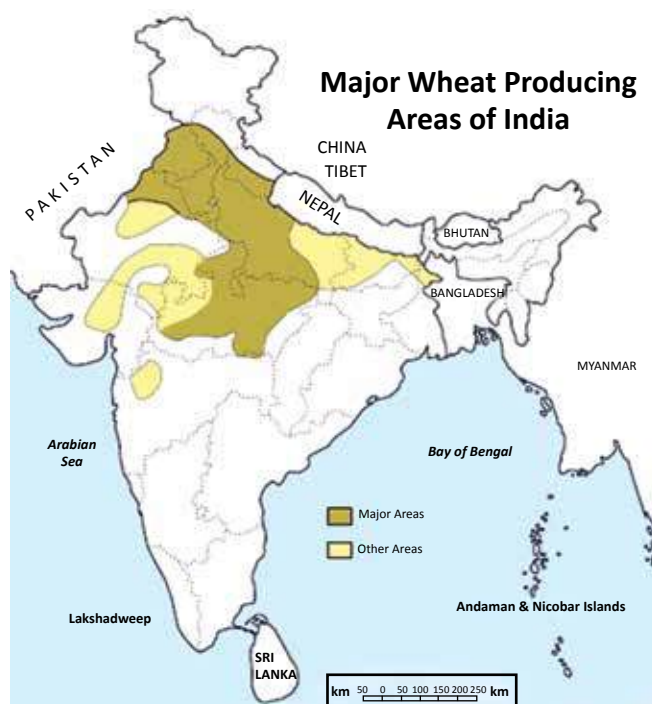 Major Wheat Producing
Areas of India
CHINA
TIBET
PAKISTAN
NEPAL
BHUTAN
BANGLADESH
MYANMAR
Arabian
Sea
Bay of Bengal
Major Areas
Other Areas
Lakshadweep
Andaman & Nicobar Islands
SRI
LANKA
km 50 0 50 100 150 200 250 km